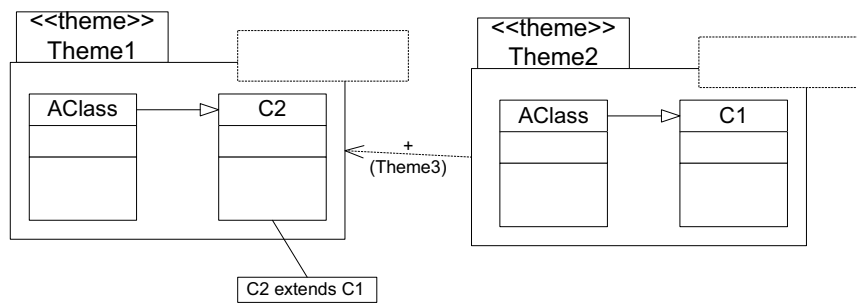 <<theme>>
Theme1
AClass
C2
C2 extends C1
+
(Theme3)
<<theme>>
Theme2
AClass
C1